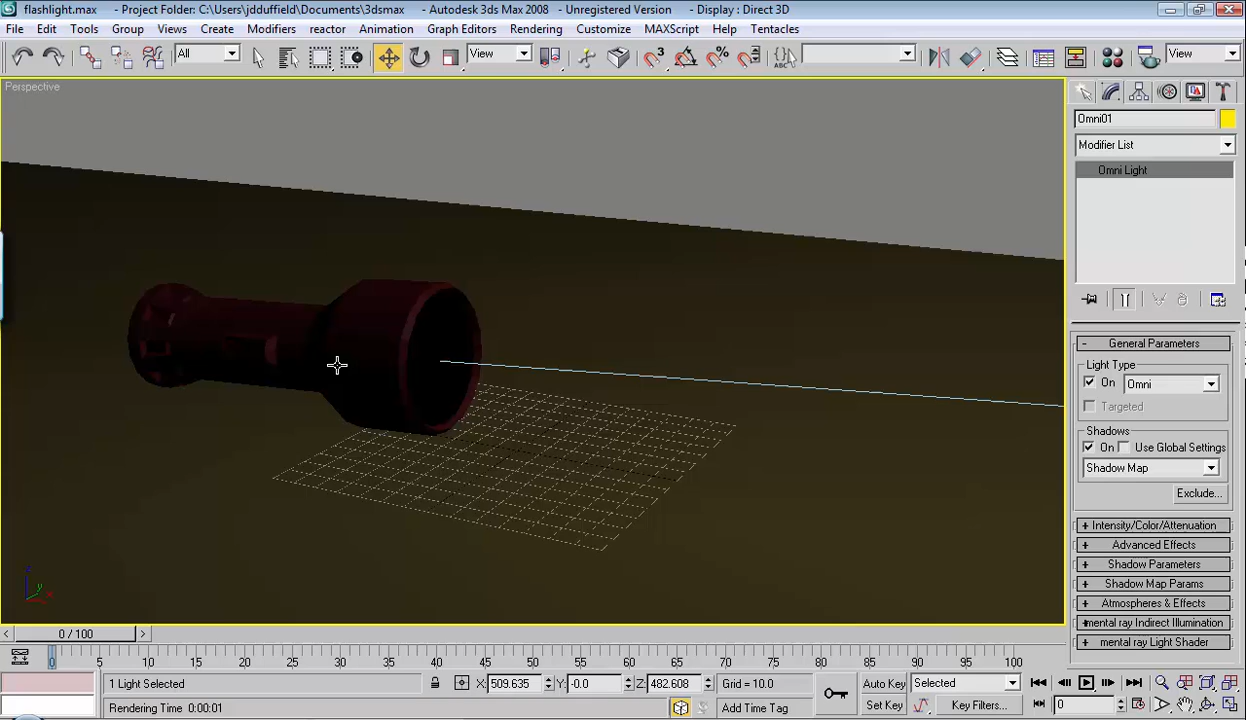 flashlight.max - Project Folder: C:\Users\jdduffield\Documents\3dsmax - Autodesk 3ds Max 2008 - Unregistered Version - Display : Direct 3D
File Edit Tools Group Views Create Modifiers reactor Animation Graph Editors Rendering Customize MAXScript Help Tentacles
All View View
Perspective
Omni01
Modifier List
Omni Light
- General Parameters
Light Type
On Omni
Targeted
Shadows
On Use Global Settings
Shadow Map
Exclude...
+ Intensity/Color/Attenuation
+ Advanced Effects
+ Shadow Parameters
+ Shadow Map Params
+ Atmospheres & Effects
+mental ray Indirect Illumination
+ mental ray Light Shader
z y x
< 0 / 100 >
0 5 10 15 20 25 30 35 40 45 50 55 60 65 70 75 80 85 90 95 100
1 Light Selected X: 509.635 Y: -0.0 Z: 482.608 Grid = 10.0 Auto Key Selected
Rendering Time 0:00:01 Add Time Tag Set Key Key Filters... 0